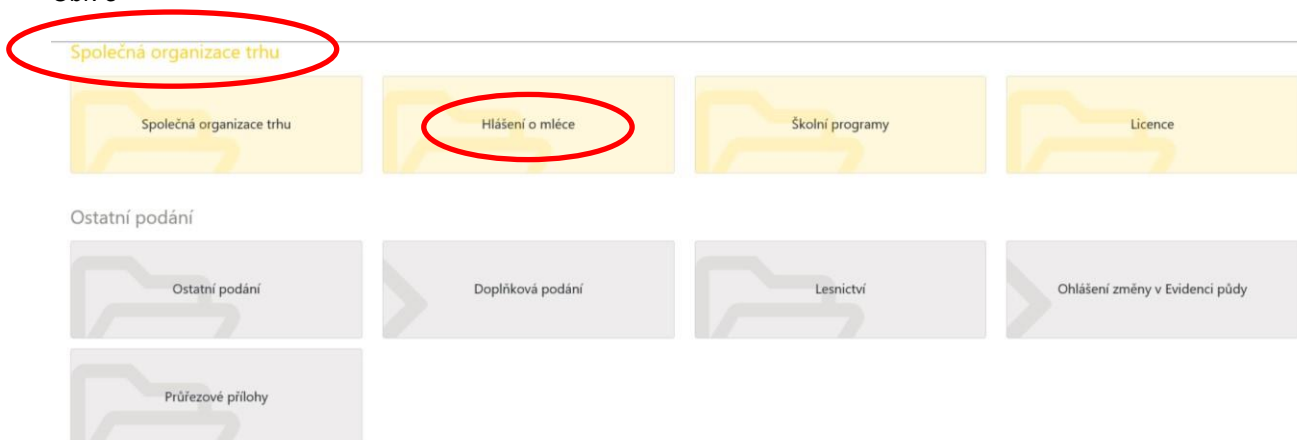 Společná organizace trhu
Společná organizace trhu
Hlášení o mléce
Školní programy
Licence
Ostatní podání
Ostatní podání
Doplňková podání
Lesnictví
Ohlášení změny v Evidenci půdy
Průřezové přílohy